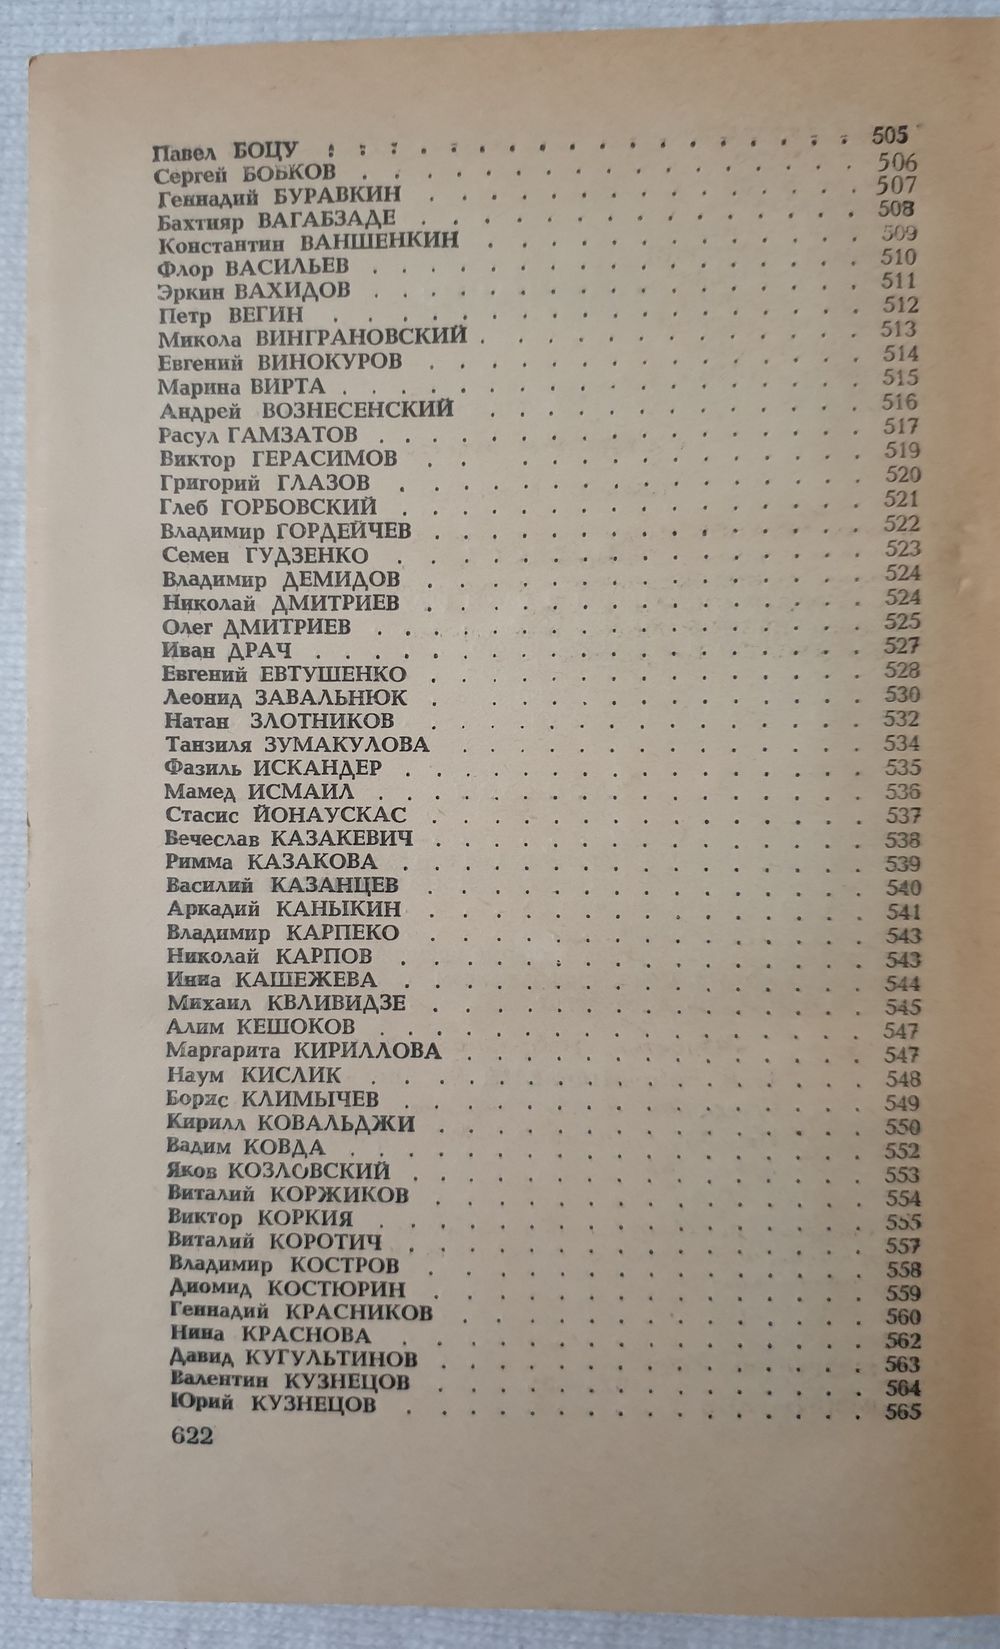 Павел БОЦУ . . . . . . . . . . . . . . . . . . 505
Сергей БОБКОВ . . . . . . . . . . . . . . . . . 506
Геннадий БУРАВКИН . . . . . . . . . . . . . . . 507
Бахтияр ВАГАБЗАДЕ . . . . . . . . . . . . . . . 508
Константин ВАНШЕНКИН . . . . . . . . . . . . . 509
Флор ВАСИЛЬЕВ . . . . . . . . . . . . . . . . . 510
Эркин ВАХИДОВ . . . . . . . . . . . . . . . . . 511
Петр ВЕГИН . . . . . . . . . . . . . . . . . . 512
Микола ВИНГРАНОВСКИЙ . . . . . . . . . . . . . 513
Евгений ВИНОКУРОВ . . . . . . . . . . . . . . . 514
Марина ВИРТА . . . . . . . . . . . . . . . . . 515
Андрей ВОЗНЕСЕНСКИЙ . . . . . . . . . . . . . 516
Расул ГАМЗАТОВ . . . . . . . . . . . . . . . . 517
Виктор ГЕРАСИМОВ . . . . . . . . . . . . . . 519
Григорий ГЛАЗОВ . . . . . . . . . . . . . . . . 520
Глеб ГОРБОВСКИЙ . . . . . . . . . . . . . . . . 521
Владимир ГОРДЕЙЧЕВ . . . . . . . . . . . . . . 522
Семен ГУДЗЕНКО . . . . . . . . . . . . . . . . 523
Владимир ДЕМИДОВ . . . . . . . . . . . . . . . 524
Николай ДМИТРИЕВ . . . . . . . . . . . . . . . 524
Олег ДМИТРИЕВ . . . . . . . . . . . . . . . . . 525
Иван ДРАЧ . . . . . . . . . . . . . . . . . . . 527
Евгений ЕВТУШЕНКО . . . . . . . . . . . . . . . 528
Леонид ЗАВАЛЬНЮК . . . . . . . . . . . . . . 530
Натан ЗЛОТНИКОВ . . . . . . . . . . . . . . . 532
Танзиля ЗУМАКУЛОВА . . . . . . . . . . . . . . 534
Фазиль ИСКАНДЕР . . . . . . . . . . . . . . . . 535
Мамед ИСМАИЛ . . . . . . . . . . . . . . . . . 536
Стасис ЙОНАУСКАС . . . . . . . . . . . . . . . 537
Вечеслав КАЗАКЕВИЧ . . . . . . . . . . . . . . 538
Римма КАЗАКОВА . . . . . . . . . . . . . . . . 539
Василий КАЗАНЦЕВ . . . . . . . . . . . . . . . 540
Аркадий КАНЫКИН . . . . . . . . . . . . . . . . 541
Владимир КАРПЕКО . . . . . . . . . . . . . . . 543
Николай КАРПОВ . . . . . . . . . . . . . . . . 543
Инна КАШЕЖЕВА . . . . . . . . . . . . . . . . . 544
Михаил КВЛИВИДЗЕ . . . . . . . . . . . . . . . 545
Алим КЕШОКОВ . . . . . . . . . . . . . . . . . 547
Маргарита КИРИЛЛОВА . . . . . . . . . . . . . . 547
Наум КИСЛИК . . . . . . . . . . . . . . . . . . 548
Борис КЛИМЫЧЕВ . . . . . . . . . . . . . . . . 549
Кирилл КОВАЛЬДЖИ . . . . . . . . . . . . . . . 550
Вадим КОВДА . . . . . . . . . . . . . . . . . . 552
Яков КОЗЛОВСКИЙ . . . . . . . . . . . . . . . . 553
Виталий КОРЖИКОВ . . . . . . . . . . . . . . . 554
Виктор КОРКИЯ . . . . . . . . . . . . . . . . . 555
Виталий КОРОТИЧ . . . . . . . . . . . . . . . . 557
Владимир КОСТРОВ . . . . . . . . . . . . . . . 558
Диомид КОСТЮРИН . . . . . . . . . . . . . . . . 559
Геннадий КРАСНИКОВ . . . . . . . . . . . . . . 560
Нина КРАСНОВА . . . . . . . . . . . . . . . . . 562
Давид КУГУЛЬТИНОВ . . . . . . . . . . . . . . . 563
Валентин КУЗНЕЦОВ . . . . . . . . . . . . . . . 564
Юрий КУЗНЕЦОВ . . . . . . . . . . . . . . . . . 565
622